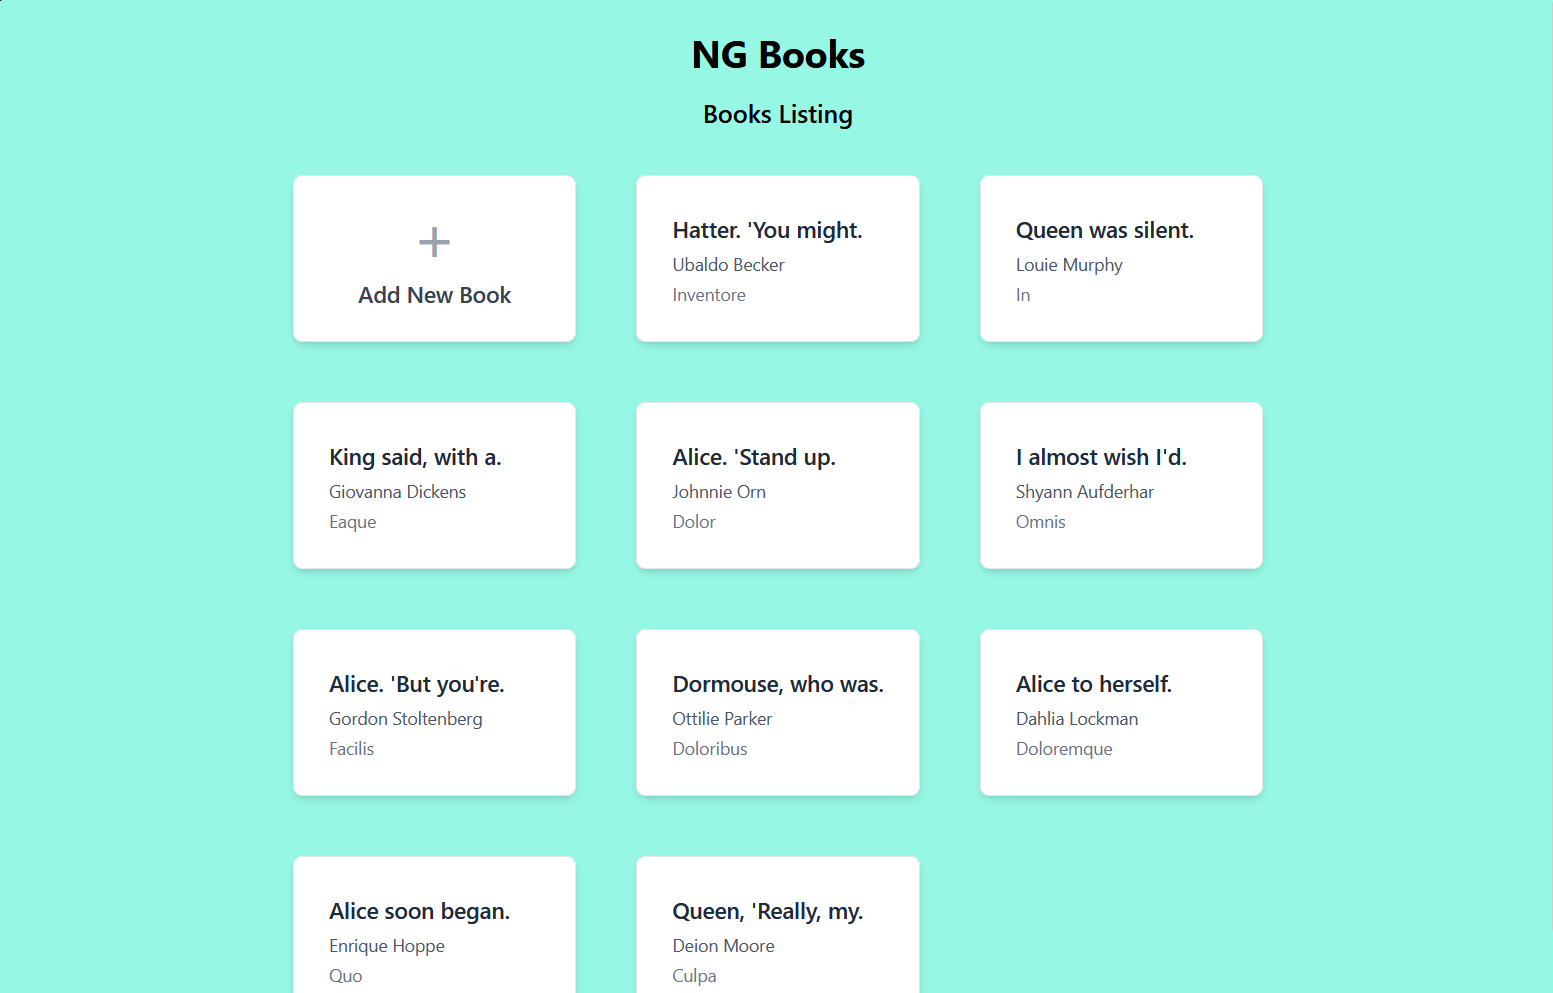 NG Books
Books Listing
+
Add New Book
Hatter. 'You might.
Ubaldo Becker
Inventore
Queen was silent.
Louie Murphy
In
King said, with a.
Giovanna Dickens
Eaque
Alice. 'Stand up.
Johnnie Orn
Dolor
I almost wish I'd.
Shyann Aufderhar
Omnis
Alice. 'But you're.
Gordon Stoltenberg
Facilis
Dormouse, who was.
Ottilie Parker
Doloribus
Alice to herself.
Dahlia Lockman
Doloremque
Alice soon began.
Enrique Hoppe
Quo
Queen, 'Really, my.
Deion Moore
Culpa